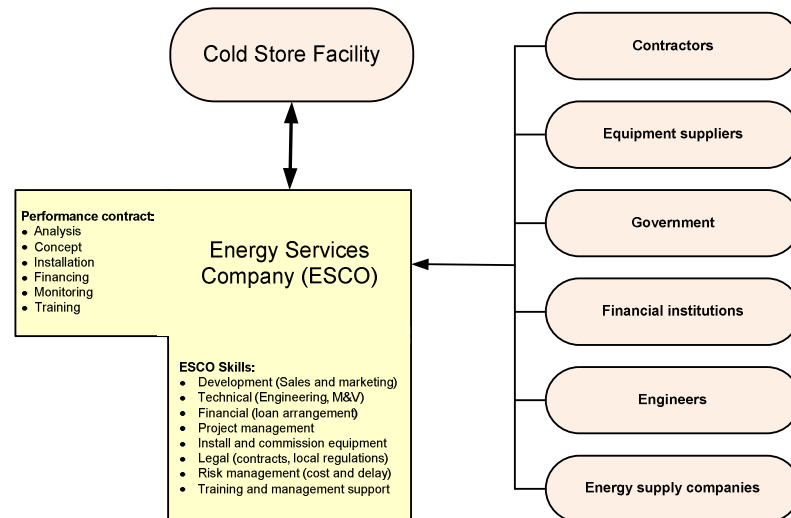 Cold Store Facility
Performance contract:
● Analysis
● Concept
● Installation
● Financing
● Monitoring
● Training
Energy Services
Company (ESCO)
ESCO Skills:
● Development (Sales and marketing)
● Technical (Engineering, M&V)
● Financial (loan arrangement)
● Project management
● Install and commission equipment
● Legal (contracts, local regulations)
● Risk management (cost and delay)
● Training and management support
Contractors
Equipment suppliers
Government
Financial institutions
Engineers
Energy supply companies